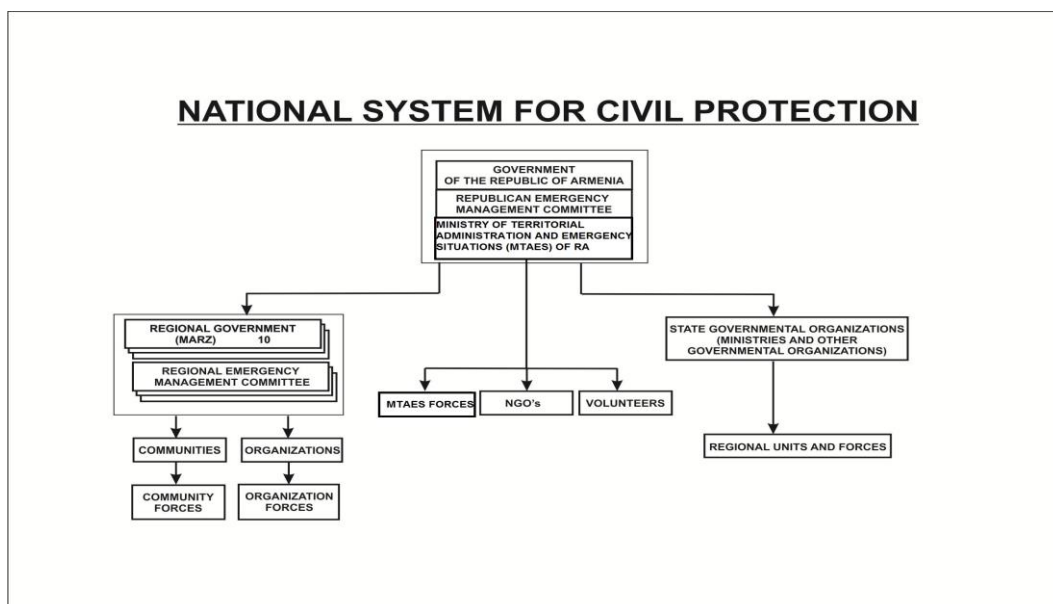 NATIONAL SYSTEM FOR CIVIL PROTECTION
GOVERNMENT
OF THE REPUBLIC OF ARMENIA
REPUBLICAN EMERGENCY
MANAGEMENT COMMITTEE
MINISTRY OF TERRITORIAL
ADMINISTRATION AND EMERGENCY
SITUATIONS (MTAES) OF RA
REGIONAL GOVERNMENT
(MARZ) 10
REGIONAL EMERGENCY
MANAGEMENT COMMITTEE
COMMUNITIES
ORGANIZATIONS
COMMUNITY
FORCES
ORGANIZATION
FORCES
MTAES FORCES
NGO's
VOLUNTEERS
STATE GOVERNMENTAL ORGANIZATIONS
(MINISTRIES AND OTHER
GOVERNMENTAL ORGANIZATIONS)
REGIONAL UNITS AND FORCES